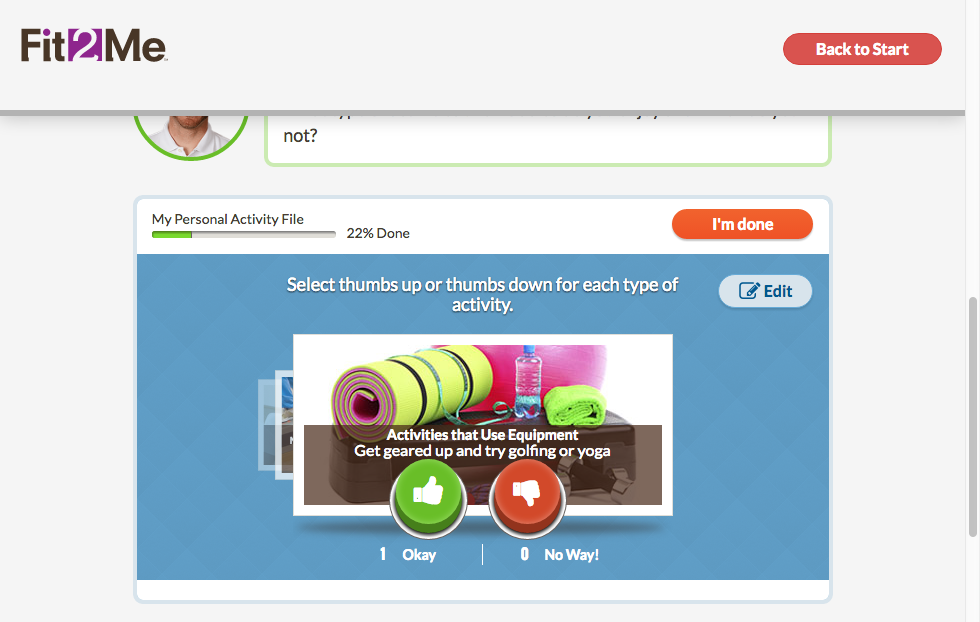 Fit2Me
Back to Start
not?
My Personal Activity File
22% Done
I'm done
Select thumbs up or thumbs down for each type of
activity.
Edit
Activities that Use Equipment
Get geared up and try golfing or yoga
1 Okay
0 No Way!